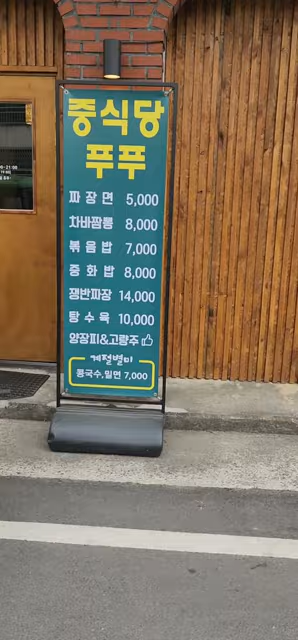 중식당
푸푸
짜장면 5,000
차바짬뽕 8,000
볶음밥 7,000
중화밥 8,000
쟁반짜장 14,000
탕수육 10,000
양장피&고량주
계절별미
콩국수,밀면 7,000